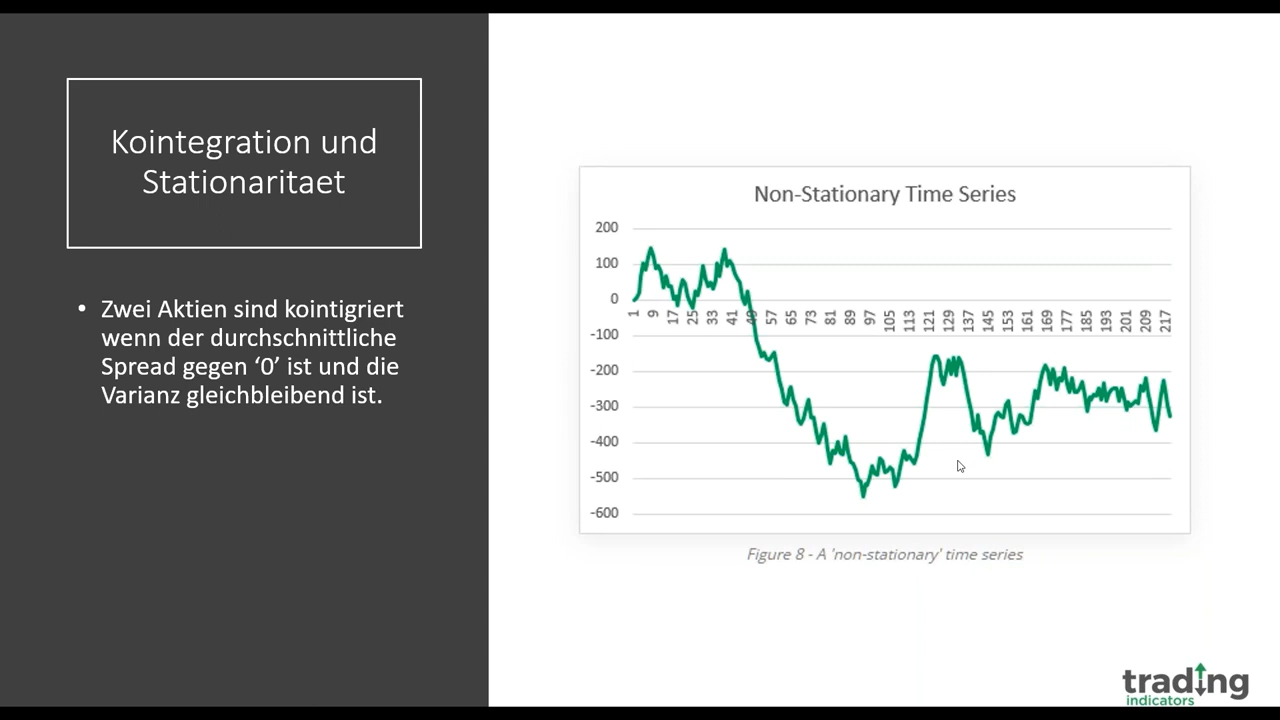 Kointegration und
Stationaritaet
• Zwei Aktien sind kointigriert
wenn der durchschnittliche
Spread gegen ‘0’ ist und die
Varianz gleichbleibend ist.
Non-Stationary Time Series
200
100
0
-100
-200
-300
-400
-500
-600
1 9 17 25 33 41 49 57 65 73 81 89 97 105 113 121 129 137 145 153 161 169 177 185 193 201 209 217
Figure 8 - A 'non-stationary' time series
trading
indicators